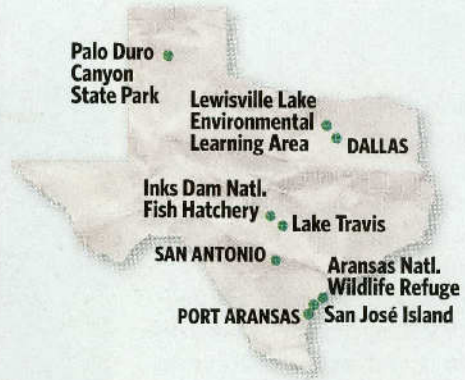 Palo Duro
Canyon
State Park
Lewisville Lake
Environmental
Learning Area
DALLAS
Inks Dam Natl.
Fish Hatchery
Lake Travis
SAN ANTONIO
Aransas Natl.
Wildlife Refuge
PORT ARANSAS
San José Island